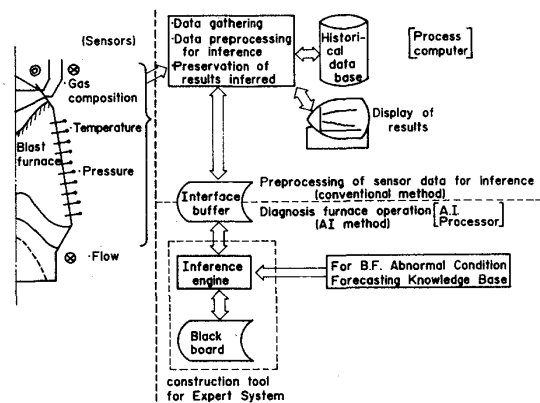 (Sensors)
·Gas
composition
·Temperature
Blast
furnace
·Pressure
·Flow
·Data gathering
·Data preprocessing
for inference
·Preservation of
results inferred
Histori-
cal
data
base
[Process
computer]
Display of
results
Interface
buffer
Preprocessing of sensor data for inference
(conventional method)
Diagnosis furnace operation
(AI method)
[A.I.
Processor]
Inference
engine
For B.F. Abnormal Condition
Forecasting Knowledge Base
Black
board
construction tool
for Expert System